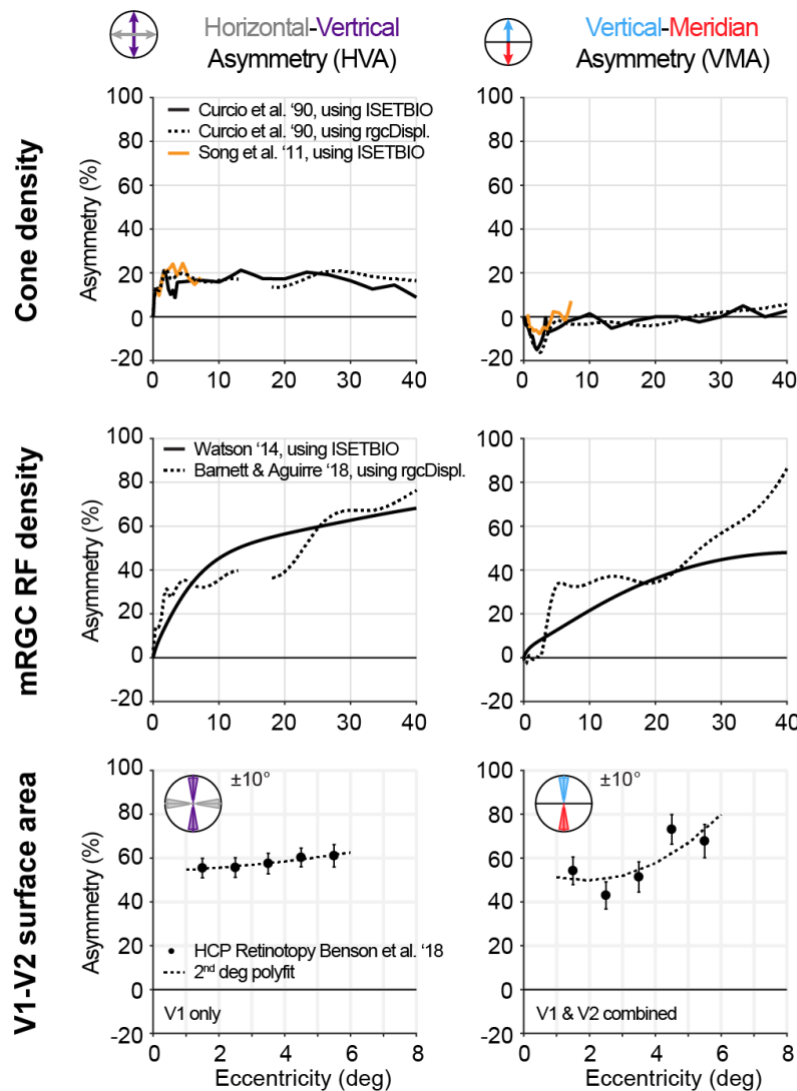 Horizontal-Vertrical
Asymmetry (HVA)
Vertical-Meridian
Asymmetry (VMA)
Cone density
Asymmetry (%)
100
80
60
40
20
0
-20
Curcio et al. ‘90, using ISETBIO
Curcio et al. ‘90, using rgcDispl.
Song et al. ‘11, using ISETBIO
0 10 20 30 40
100
80
60
40
20
0
-20
0 10 20 30 40
mRGC RF density
Asymmetry (%)
100
80
60
40
20
0
-20
Watson ‘14, using ISETBIO
Barnett & Aguirre ‘18, using rgcDispl.
0 10 20 30 40
100
80
60
40
20
0
-20
0 10 20 30 40
V1-V2 surface area
Asymmetry (%)
100
80
60
40
20
0
-20
±10°
HCP Retinotopy Benson et al. ‘18
2nd deg polyfit
V1 only
0 2 4 6 8
Eccentricity (deg)
100
80
60
40
20
0
-20
±10°
V1 & V2 combined
0 2 4 6 8
Eccentricity (deg)